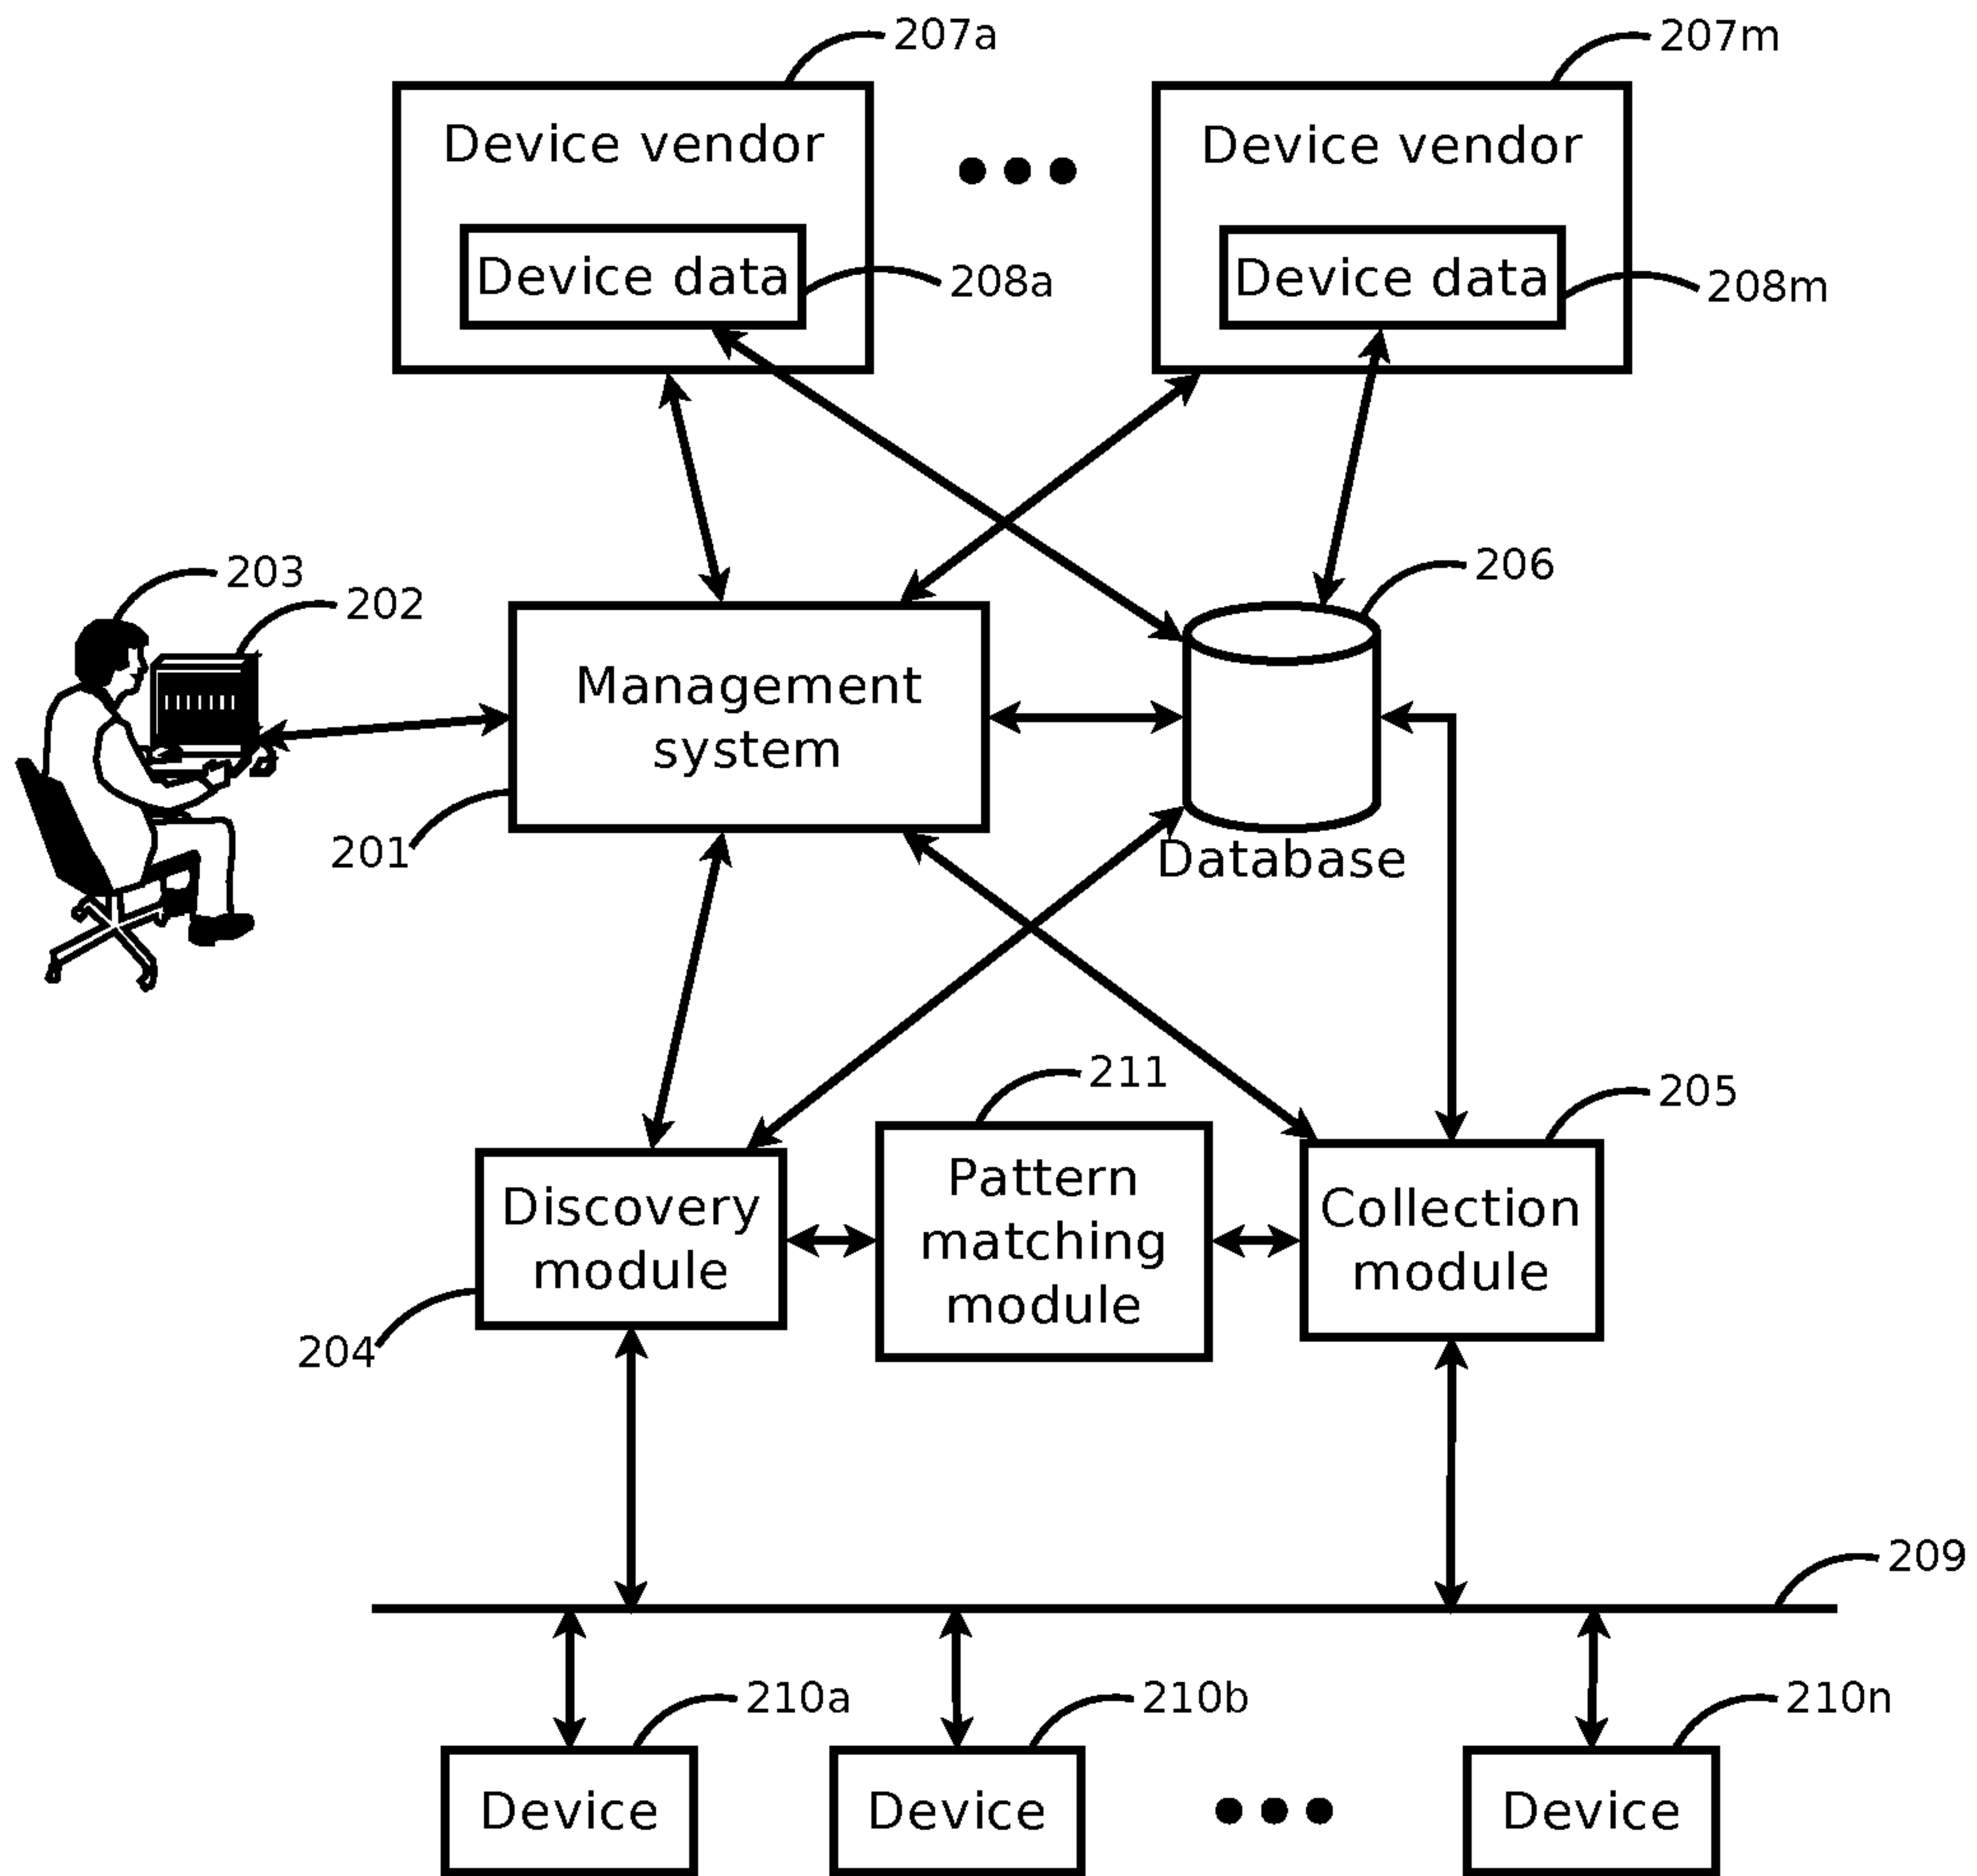 207a
207m
Device vendor
Device vendor
Device data
208a
Device data
208m
203
202
206
Management
system
201
Database
211
205
Discovery
module
Pattern
matching
module
Collection
module
204
209
210a
210b
210n
Device
Device
Device